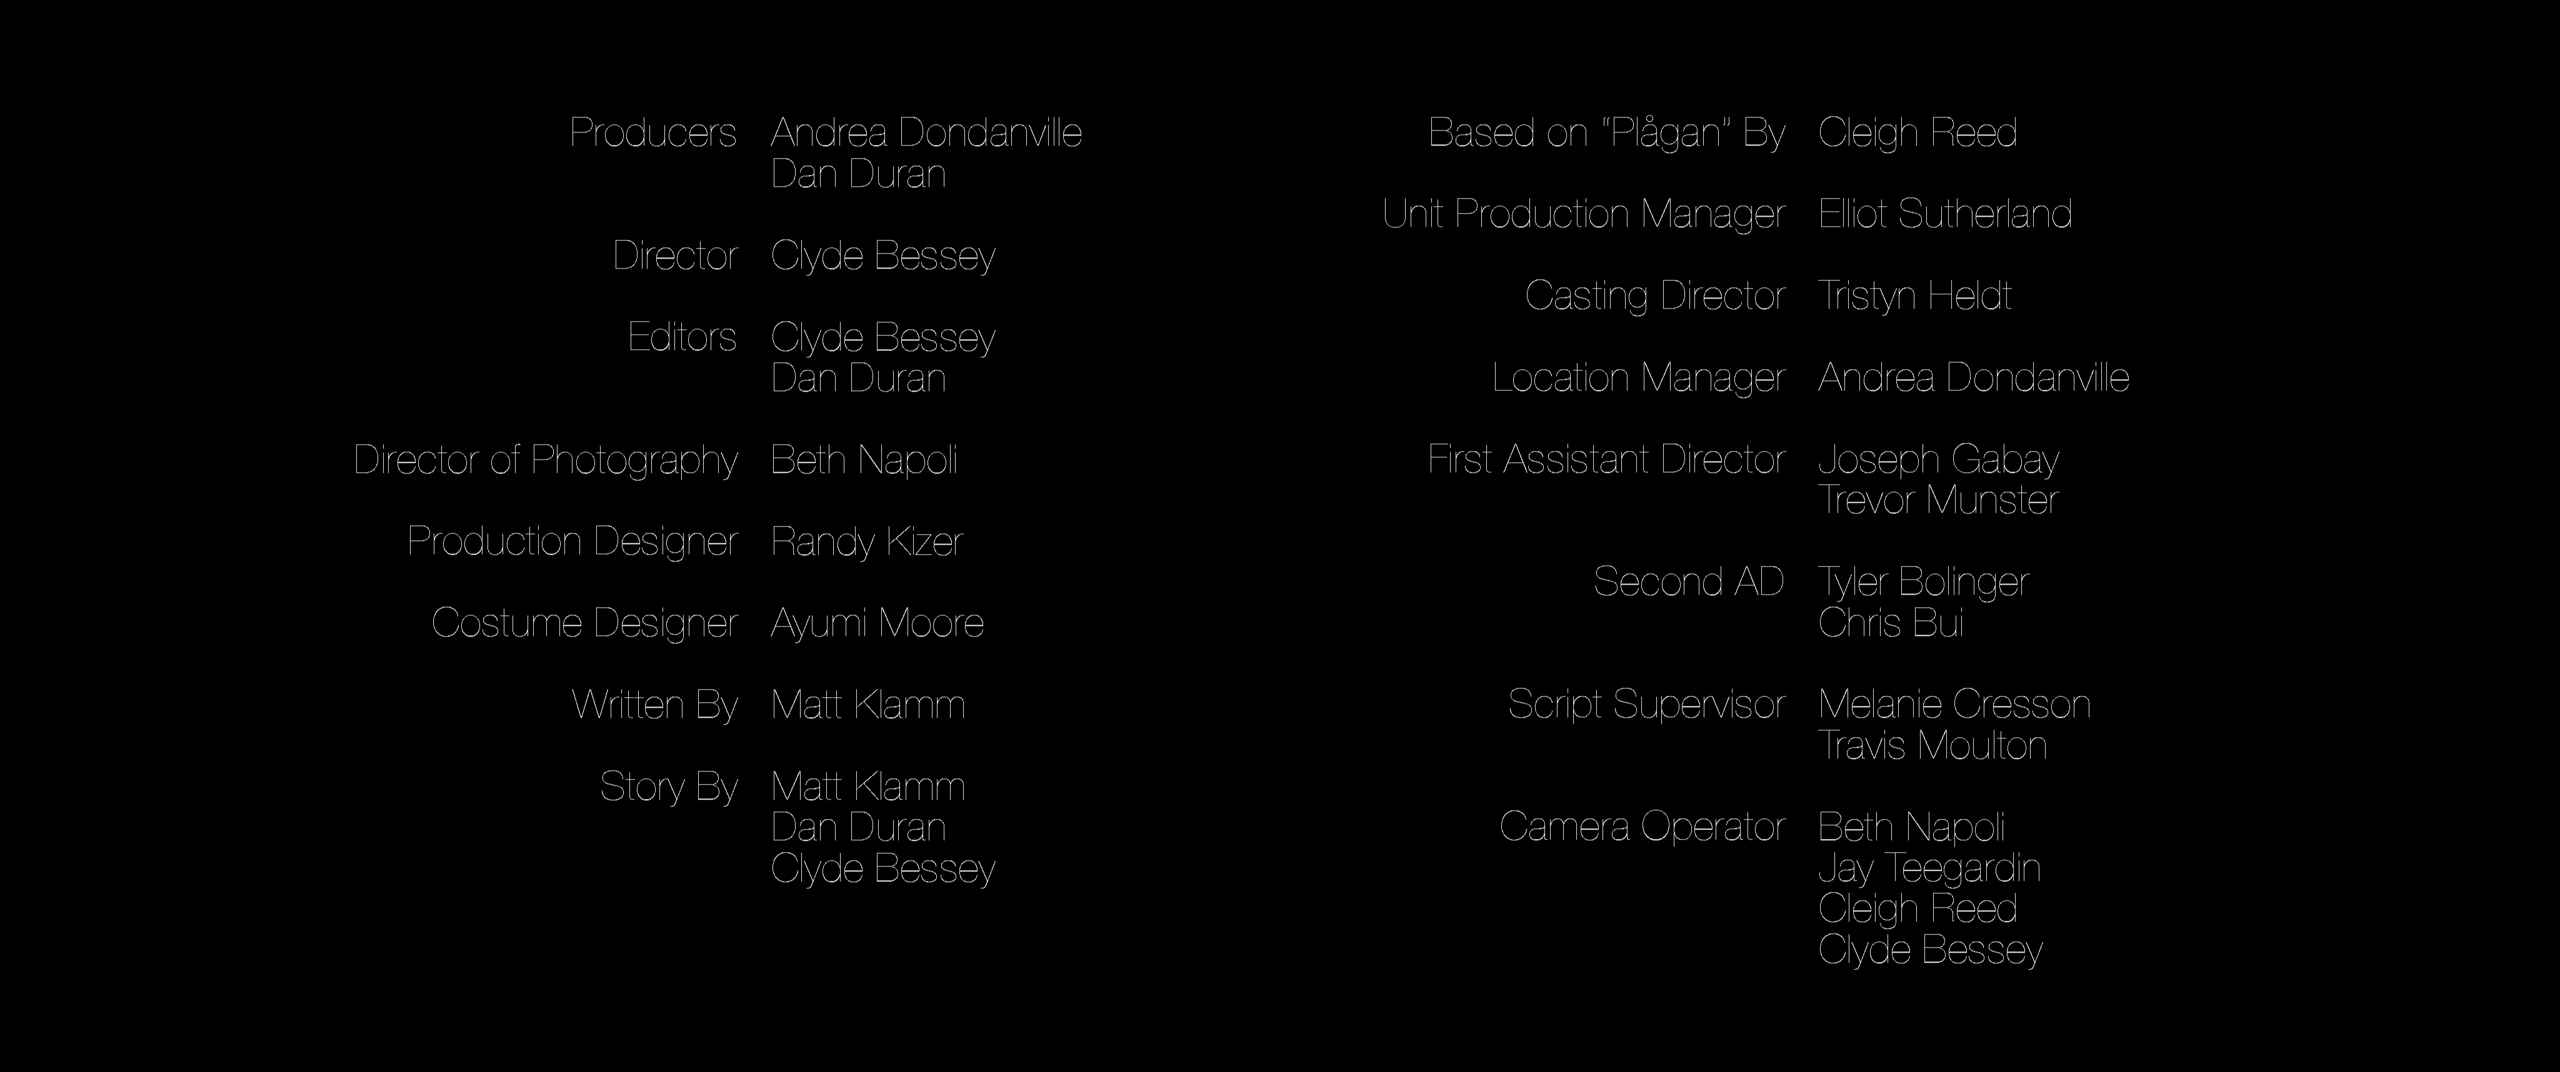 Producers Andrea Dondanville
Dan Duran
Director Clyde Bessey
Editors Clyde Bessey
Dan Duran
Director of Photography Beth Napoli
Production Designer Randy Kizer
Costume Designer Ayumi Moore
Written By Matt Klamm
Story By Matt Klamm
Dan Duran
Clyde Bessey
Based on “Plågan” By Cleigh Reed
Unit Production Manager Elliot Sutherland
Casting Director Tristyn Heldt
Location Manager Andrea Dondanville
First Assistant Director Joseph Gabay
Trevor Munster
Second AD Tyler Bolinger
Chris Bui
Script Supervisor Melanie Cresson
Travis Moulton
Camera Operator Beth Napoli
Jay Teegardin
Cleigh Reed
Clyde Bessey